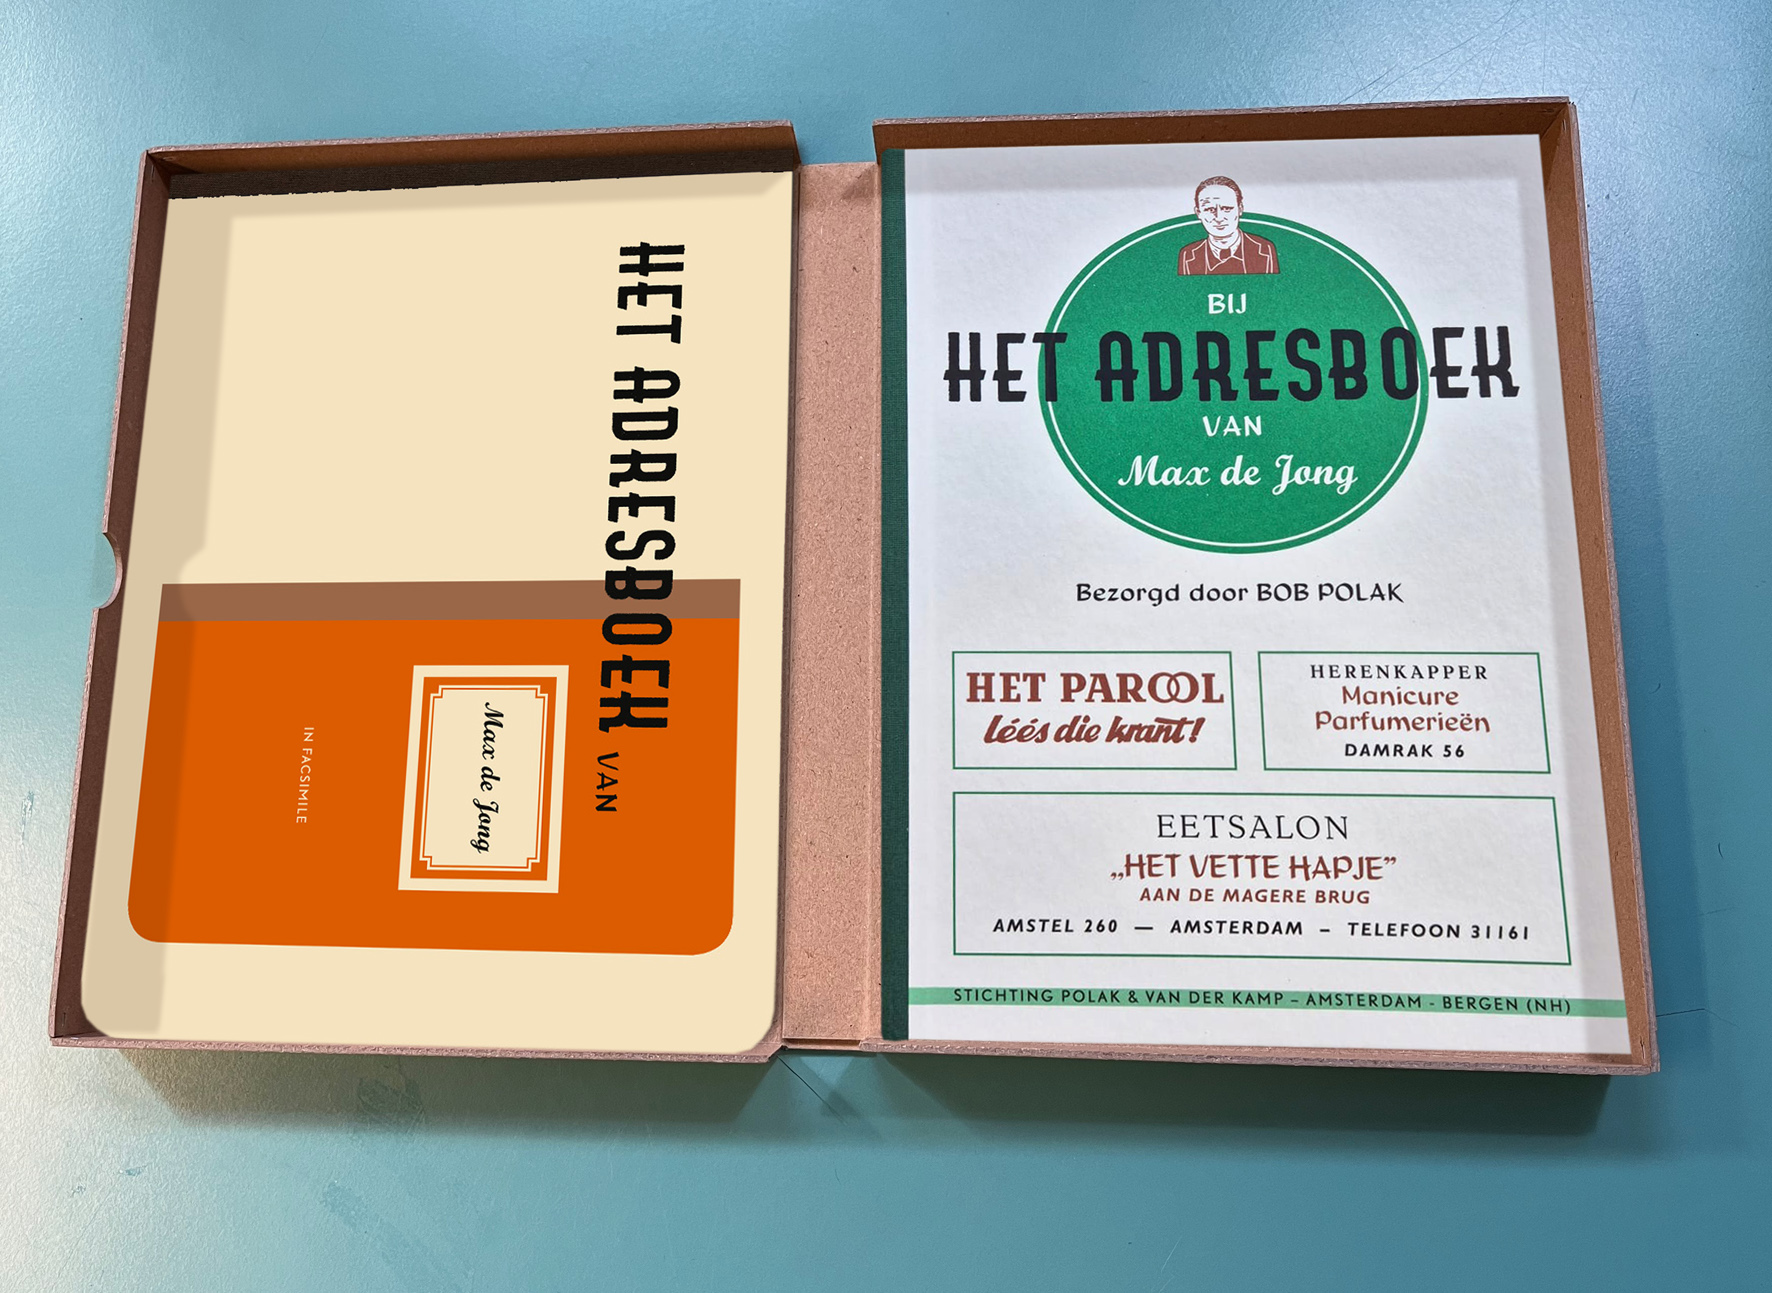 HET ADRESBOEK VAN
Max de Jong
IN FACSIMILE
BIJ
HET ADRESBOEK
VAN
Max de Jong
Bezorgd door BOB POLAK
HET PAROOL
léés die krant!
HERENKAPPER
Manicure
Parfumerieën
DAMRAK 56
EETSALON
„HET VETTE HAPJE”
AAN DE MAGERE BRUG
AMSTEL 260 — AMSTERDAM – TELEFOON 31161
STICHTING POLAK & VAN DER KAMP – AMSTERDAM - BERGEN (NH)